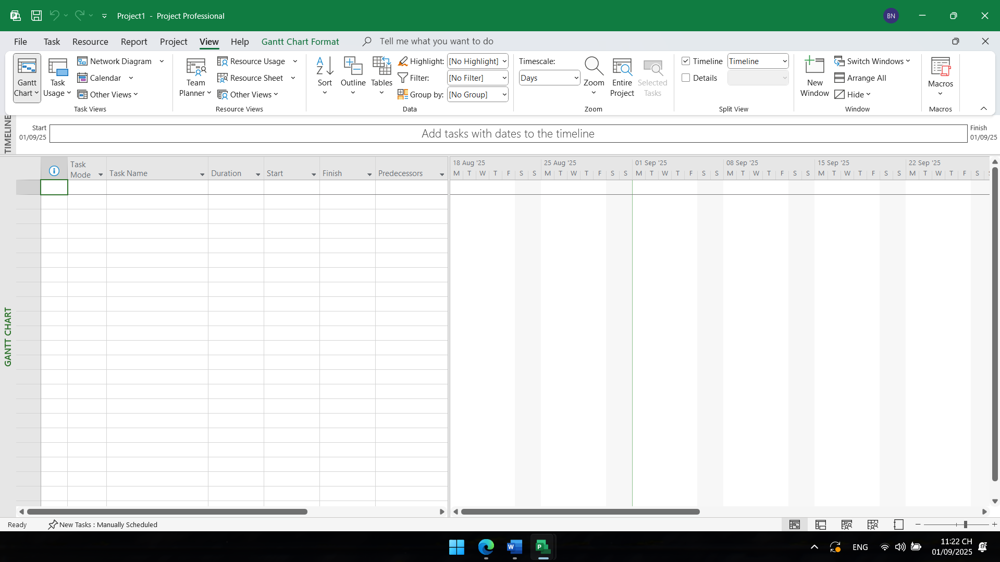 Project1 - Project Professional
BN
File Task Resource Report Project View Help Gantt Chart Format Tell me what you want to do
Gantt Chart
Task Usage
Network Diagram
Calendar
Other Views
Task Views
Team Planner
Resource Usage
Resource Sheet
Other Views
Resource Views
Sort
Outline
Tables
Highlight: [No Highlight]
Filter: [No Filter]
Group by: [No Group]
Data
Timescale:
Days
Zoom
Entire Project
Selected Tasks
Zoom
Timeline Timeline
Details
Split View
New Window
Switch Windows
Arrange All
Hide
Window
Macros
Macros
TIMELINE
Start
01/09/25
Add tasks with dates to the timeline
Finish
01/09/25
Task Mode
Task Name
Duration
Start
Finish
Predecessors
18 Aug '25 25 Aug '25 01 Sep '25 08 Sep '25 15 Sep '25 22 Sep '25
M T W T F S S M T W T F S S M T W T F S S M T W T F S S M T W T F S S M T W T F S
GANTT CHART
Ready
New Tasks : Manually Scheduled
ENG
11:22 CH
01/09/2025